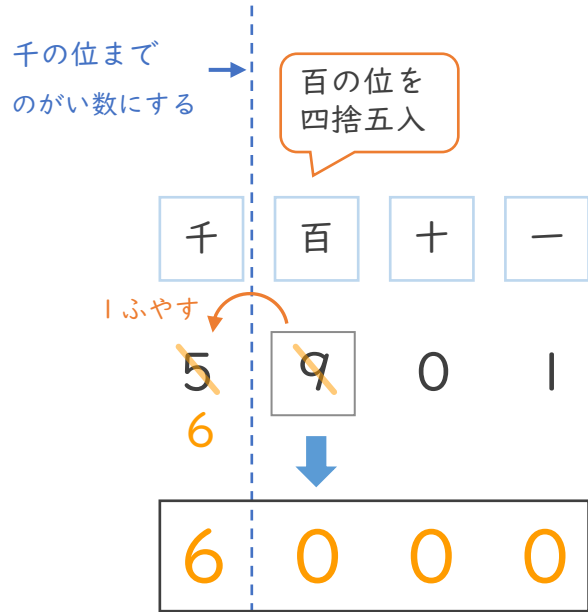 千の位まで
のがい数にする
百の位を
四捨五入
千 百 十 一
1ふやす
5 9 0 1
6
6 0 0 0